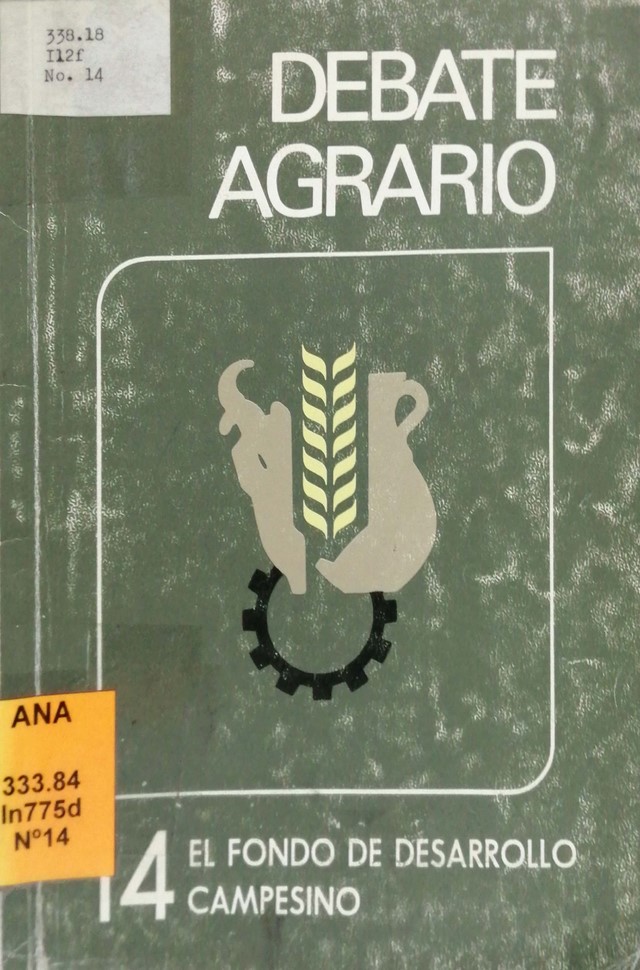 338.18
I12f
No. 14
DEBATE
AGRARIO
ANA
333.84
In775d
N°14
14 EL FONDO DE DESARROLLO
CAMPESINO